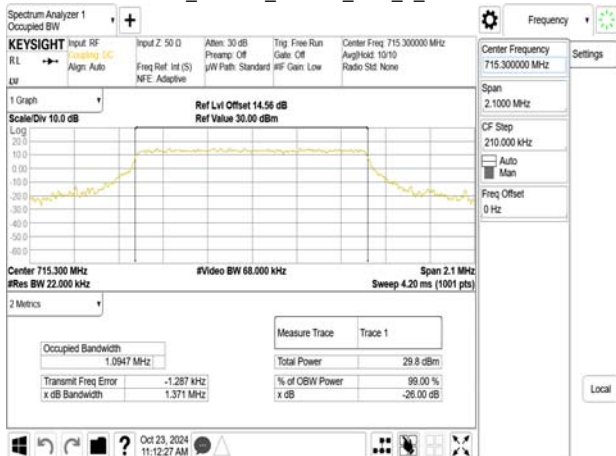 Spectrum Analyzer 1
Occupied BW
+
Frequency
KEYSIGHT Input: RF Input Z: 50 Ω Atten: 30 dB Trig: Free Run Center Freq: 715.300000 MHz
RL Coupling: DC Preamp: Off Gate: Off Avg|Hold: 10/10
Align: Auto Freq Ref: Int (S) µW Path: Standard #IF Gain: Low Radio Std: None
NFE: Adaptive
Center Frequency
715.300000 MHz
Settings
Span
2.1000 MHz
CF Step
210.000 kHz
Auto
Man
Freq Offset
0 Hz
Local
1 Graph
Ref Lvl Offset 14.56 dB
Scale/Div 10.0 dB Ref Value 30.00 dBm
Log
20.0
10.0
0.00
-10.0
-20.0
-30.0
-40.0
-50.0
-60.0
Center 715.300 MHz #Video BW 68.000 kHz Span 2.1 MHz
#Res BW 22.000 kHz Sweep 4.20 ms (1001 pts)
2 Metrics
Measure Trace Trace 1
Occupied Bandwidth
1.0947 MHz Total Power 29.8 dBm
Transmit Freq Error -1.287 kHz % of OBW Power 99.00 %
x dB Bandwidth 1.371 MHz x dB -26.00 dB
? Oct 23, 2024
11:12:27 AM